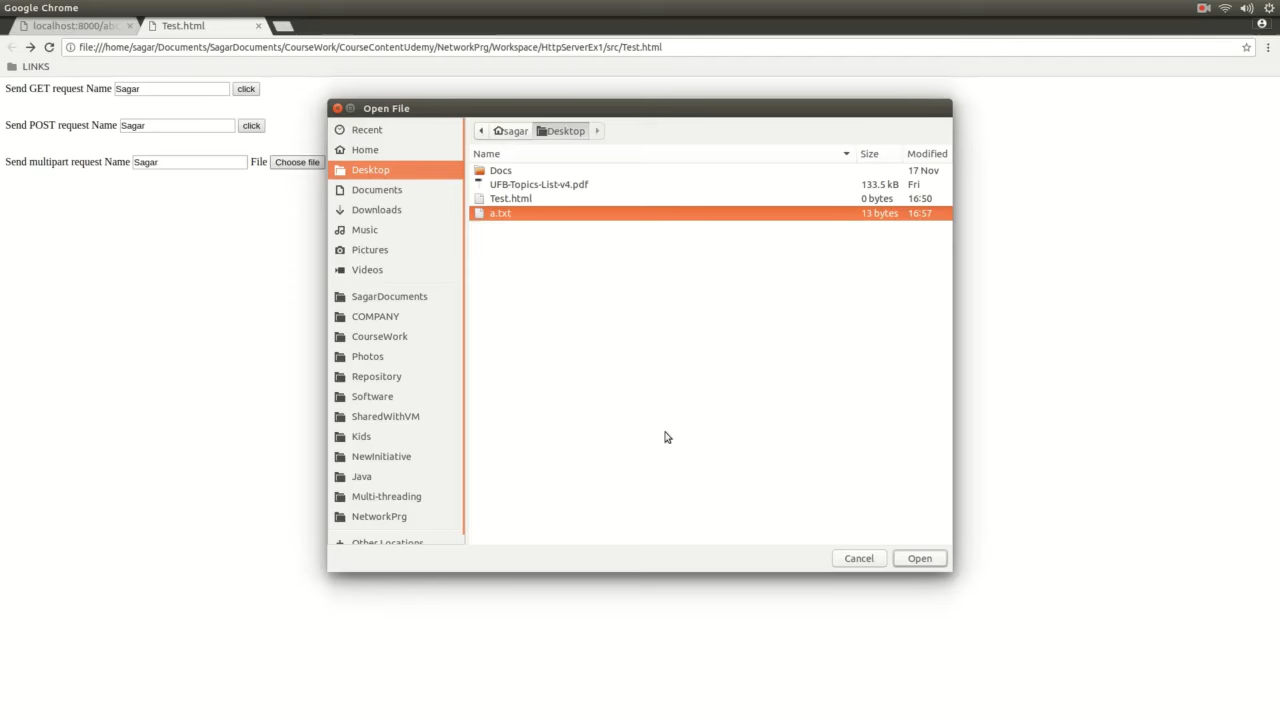 Google Chrome
localhost:8000/abc
Test.html
file:///home/sagar/Documents/SagarDocuments/CourseWork/CourseContentUdemy/NetworkPrg/Workspace/HttpServerEx1/src/Test.html
LINKS
Send GET request Name Sagar click
Send POST request Name Sagar click
Send multipart request Name Sagar File Choose file
Open File
Recent
Home
Desktop
Documents
Downloads
Music
Pictures
Videos
SagarDocuments
COMPANY
CourseWork
Photos
Repository
Software
SharedWithVM
Kids
NewInitiative
Java
Multi-threading
NetworkPrg
Other Locations
sagar Desktop
Name Size Modified
Docs 17 Nov
UFB-Topics-List-v4.pdf 133.5 kB Fri
Test.html 0 bytes 16:50
a.txt 13 bytes 16:57
Cancel Open